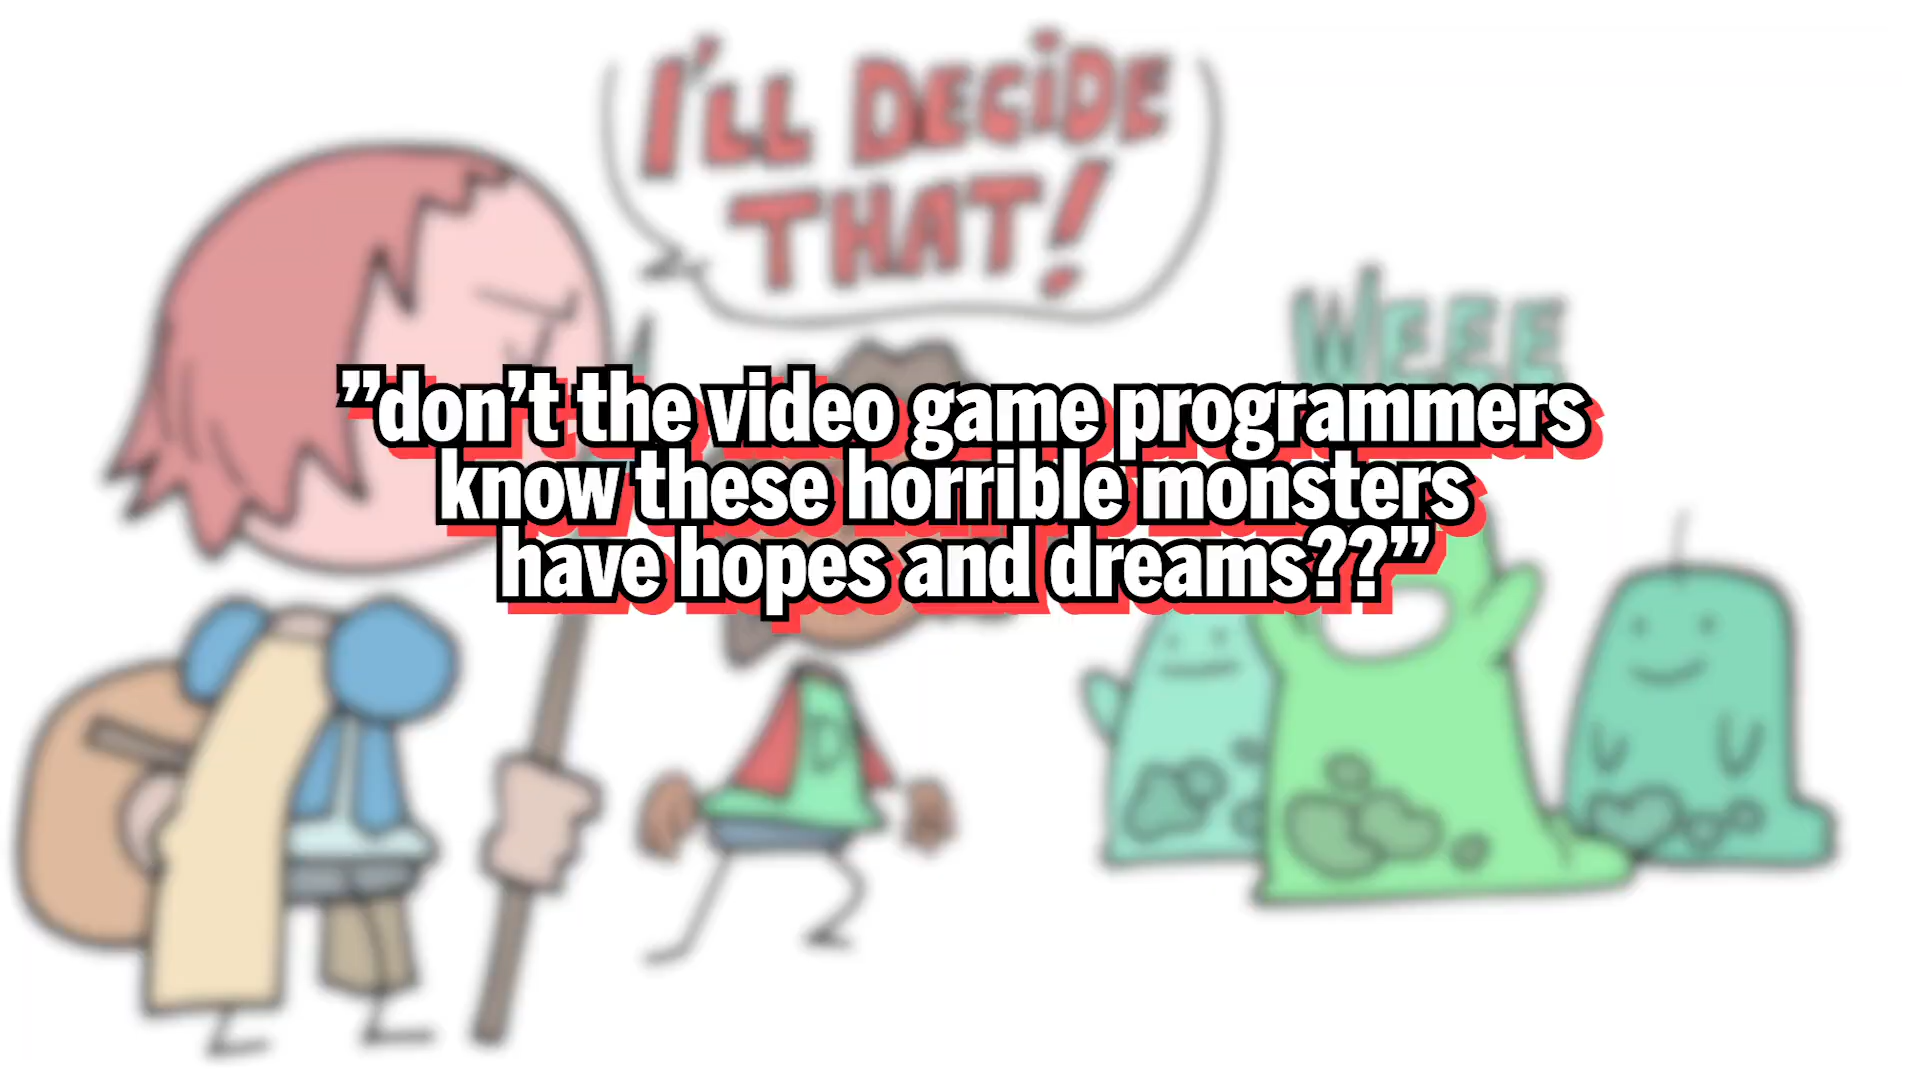 I'LL DECIDE
THAT!
WEEE
”don’t the video game programmers
know these horrible monsters
have hopes and dreams??”
D